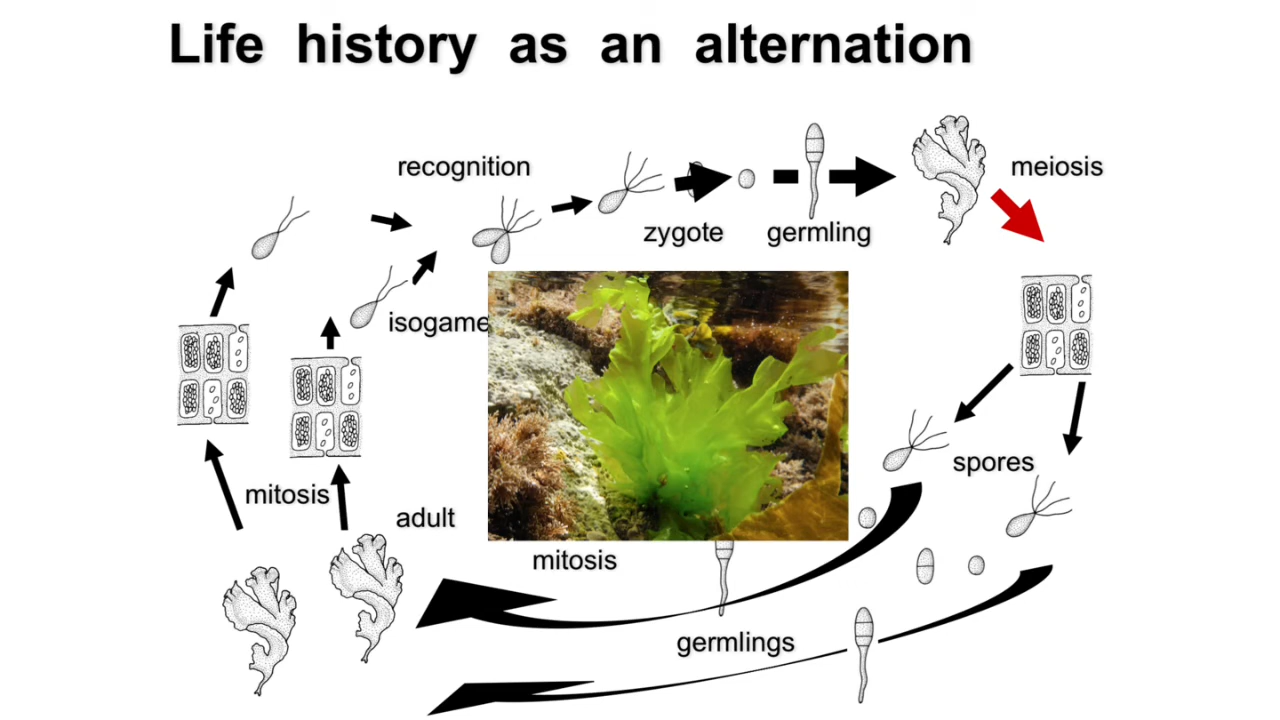 Life history as an alternation
recognition
meiosis
zygote
germling
isogame
spores
mitosis
adult
mitosis
germlings